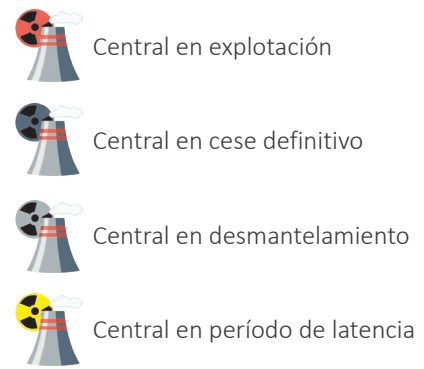 Central en explotación
Central en cese definitivo
Central en desmantelamiento
Central en período de latencia